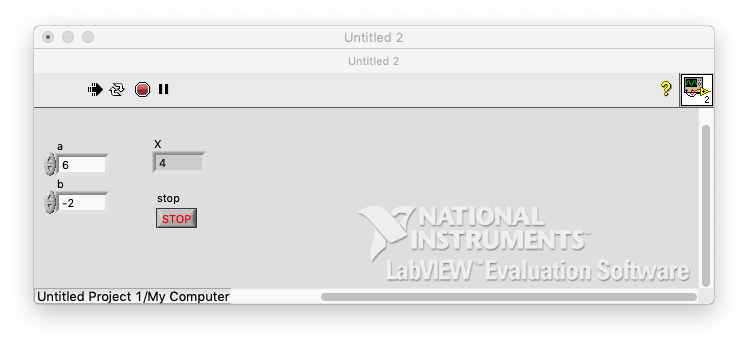 Untitled 2
Untitled 2
?
2
a
6
b
-2
X
4
stop
STOP
NATIONAL
INSTRUMENTS™
LabVIEW™ Evaluation Software
Untitled Project 1/My Computer